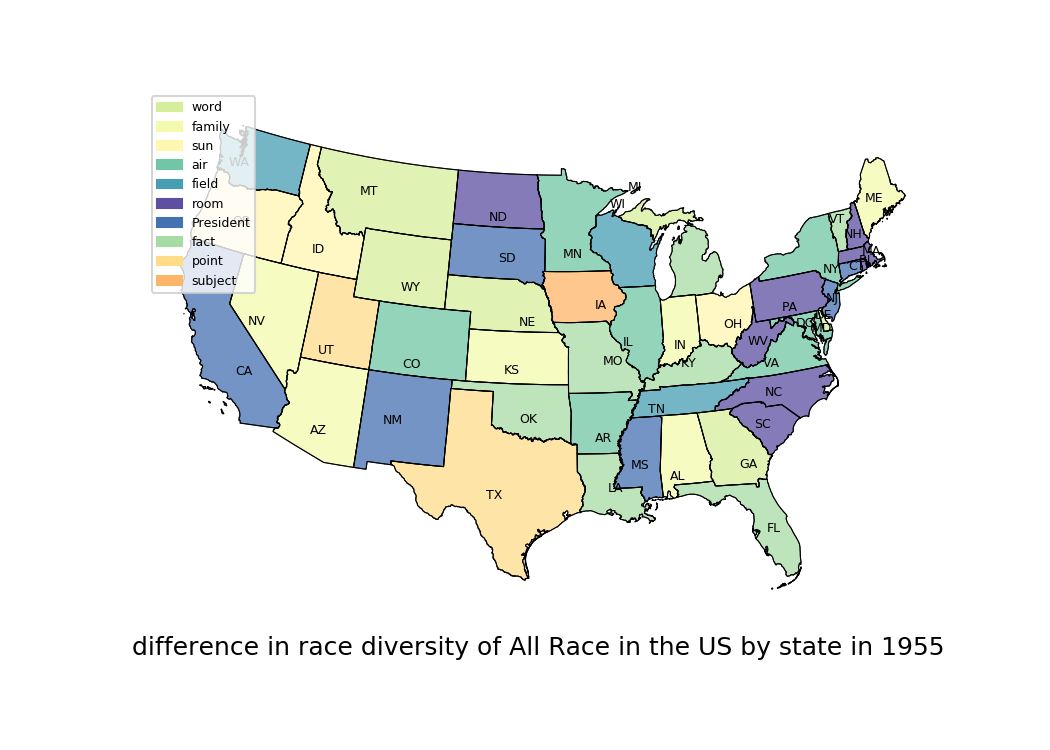 word
family
sun
air
field
room
President
fact
point
subject
WA
MT
ND
MN
WI
MI
ME
VT
NH
MA
ID
SD
WY
NY
CT
NV
NE
IA
PA
NJ
DE
UT
CO
KS
MO
IL
IN
OH
WV
DC
MD
VA
KY
CA
AZ
NM
OK
AR
TN
NC
SC
TX
LA
MS
AL
GA
FL
difference in race diversity of All Race in the US by state in 1955